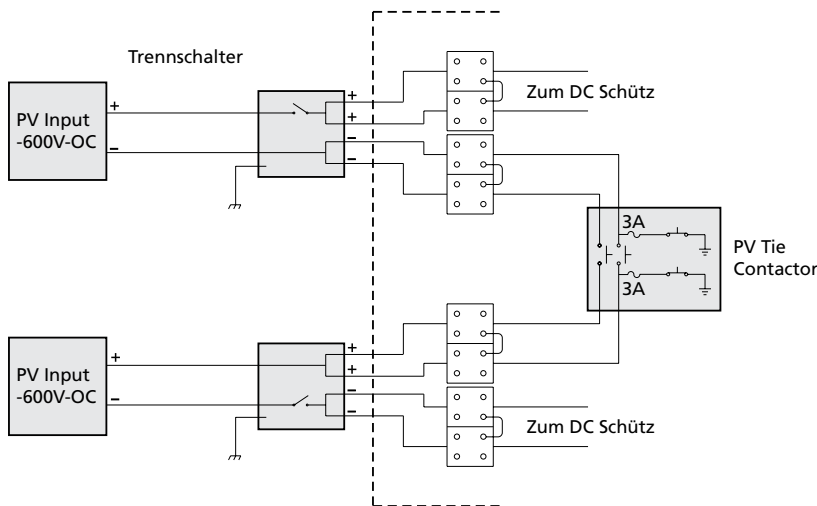 Trennschalter
PV Input
-600V-OC
+
−
+
+
−
−
Zum DC Schütz
3A
3A
PV Tie
Contactor
PV Input
-600V-OC
+
−
+
+
−
−
Zum DC Schütz